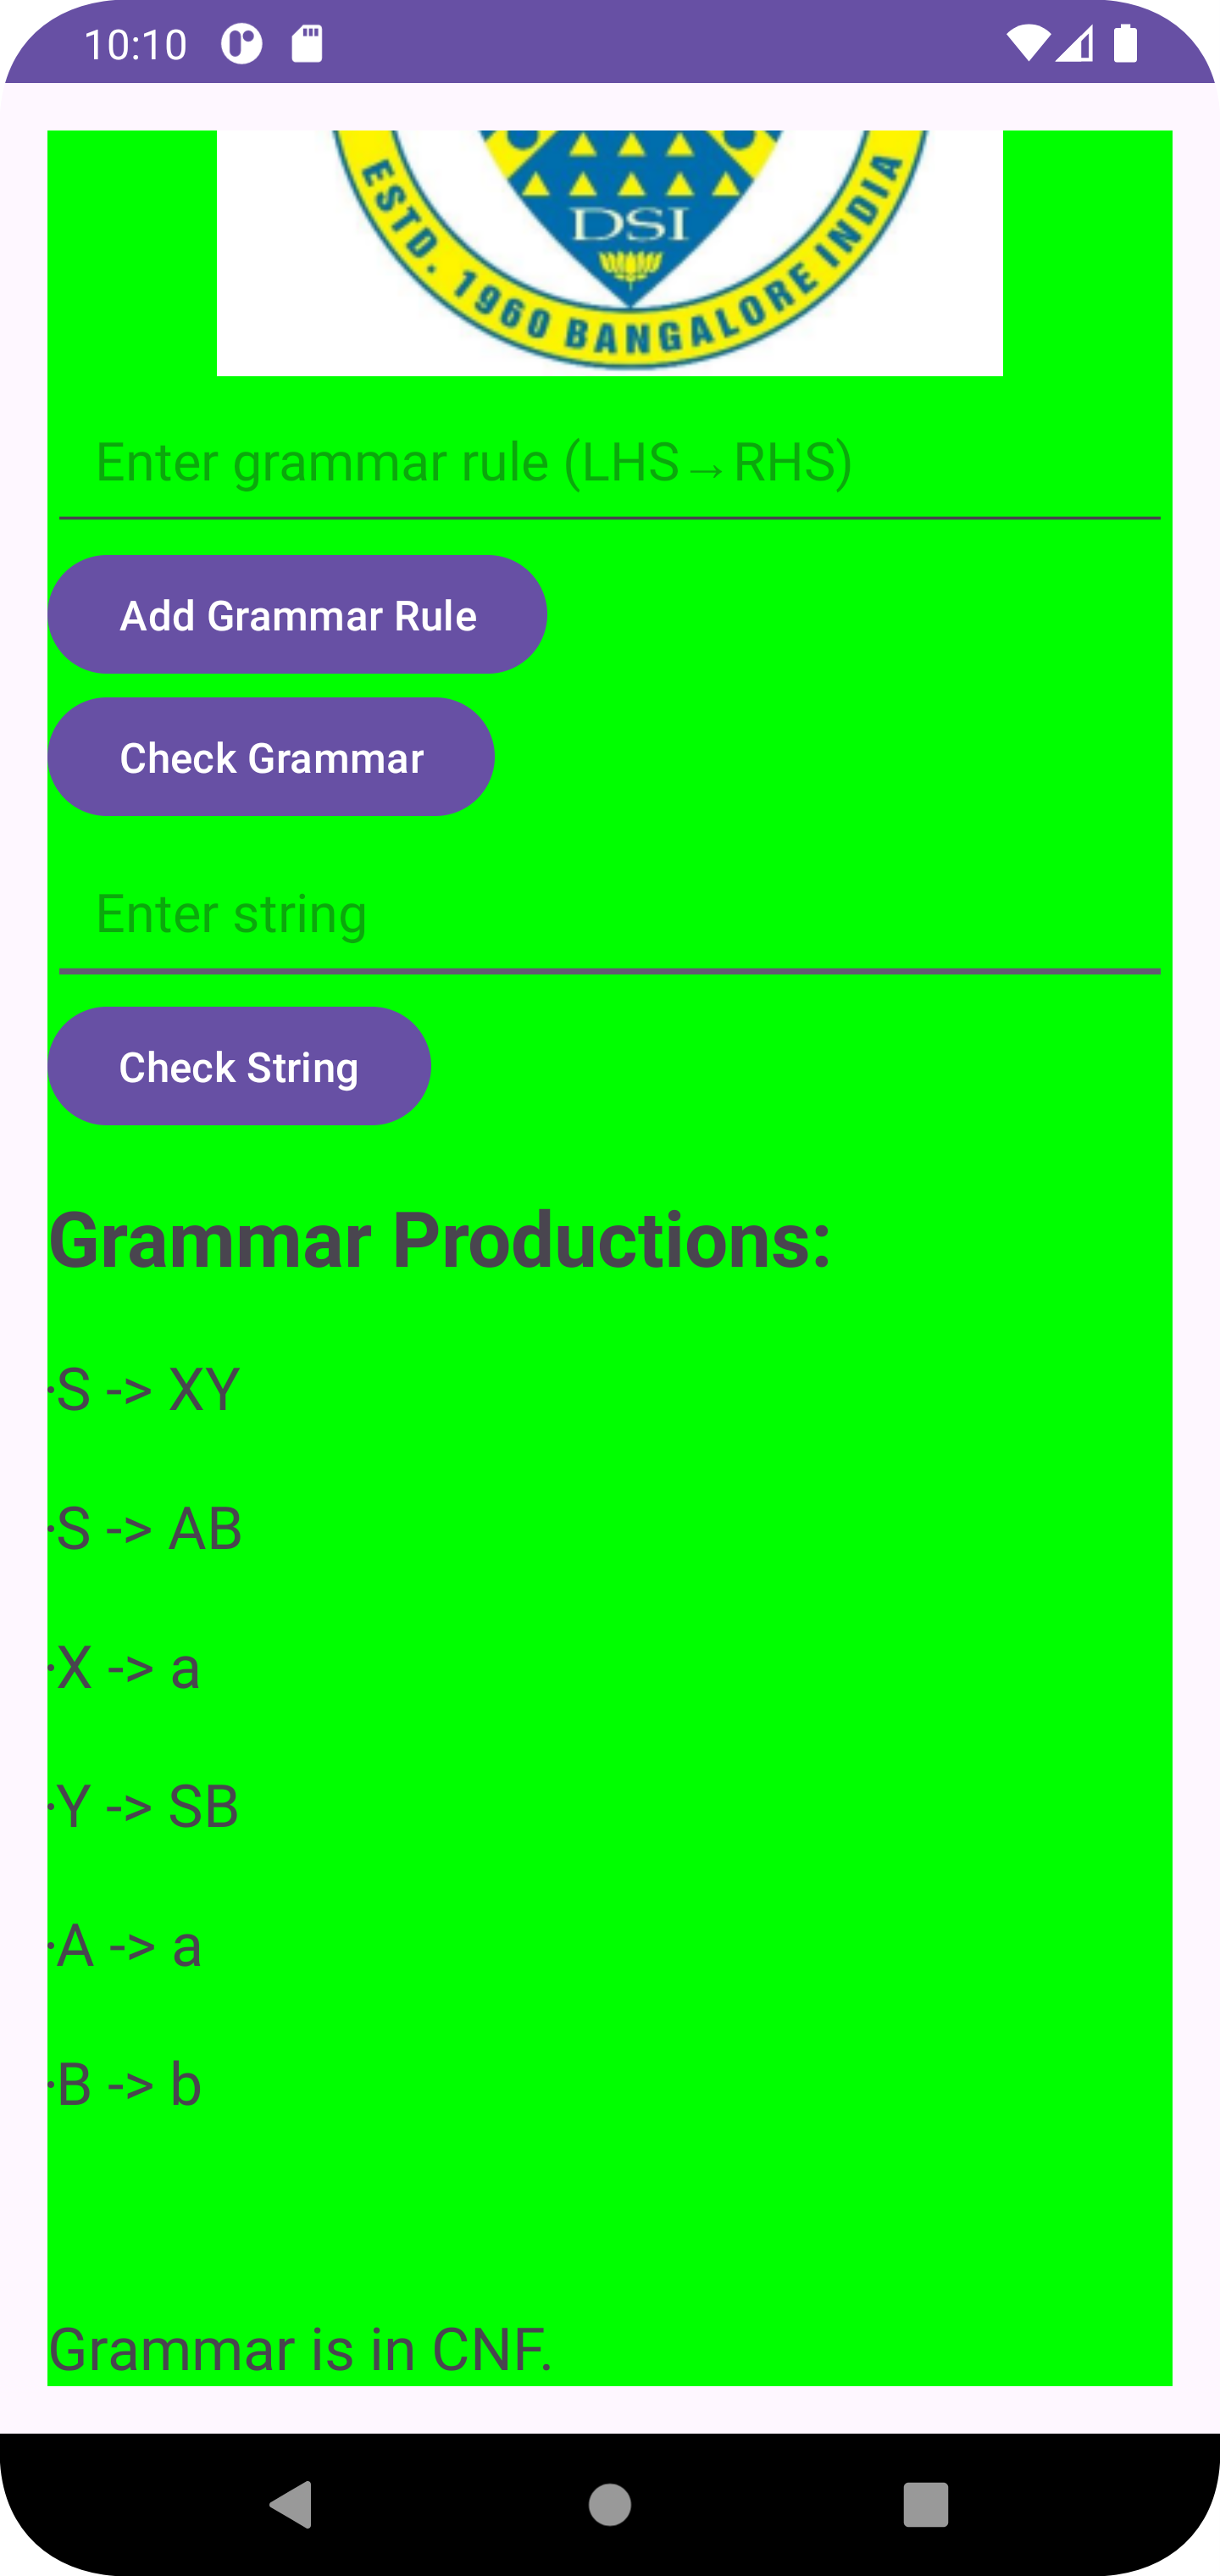 10:10
DSI
ESTD. 1960 BANGALORE INDIA
Enter grammar rule (LHS→RHS)
Add Grammar Rule
Check Grammar
Enter string
Check String
Grammar Productions:
·S -> XY
·S -> AB
·X -> a
·Y -> SB
·A -> a
·B -> b
Grammar is in CNF.